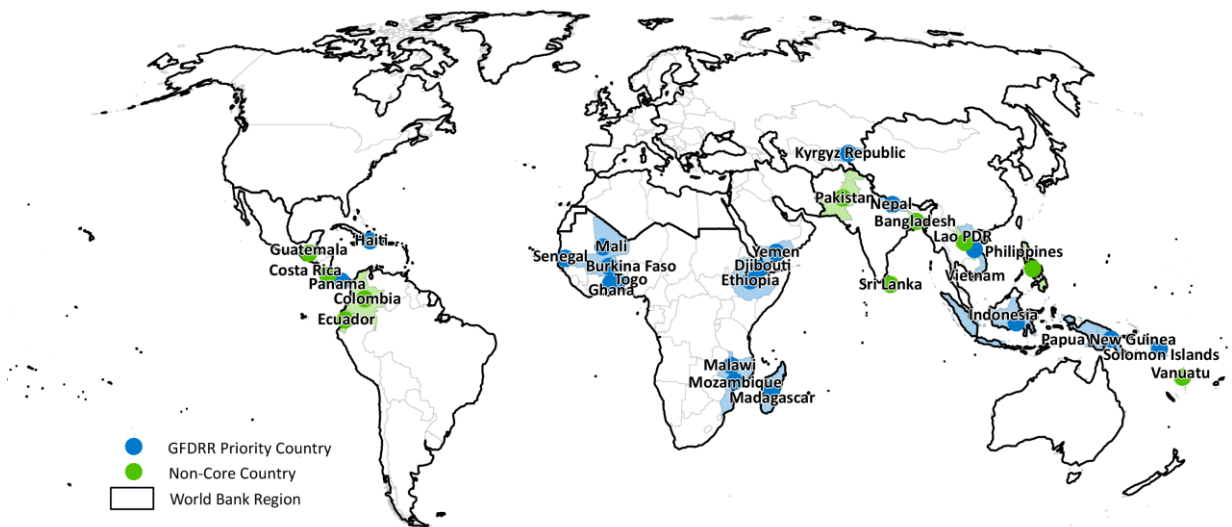 Kyrgyz Republic
Pakistan
Nepal
Bangladesh
Haiti
Guatemala
Lao PDR
Mali
Yemen
Senegal
Philippines
Costa Rica
Burkina Faso
Djibouti
Panama
Togo
Ethiopia
Vietnam
Ghana
Sri Lanka
Colombia
Ecuador
Indonesia
Papua New Guinea
Solomon Islands
Malawi
Vanuatu
Mozambique
Madagascar
GFDRR Priority Country
Non-Core Country
World Bank Region